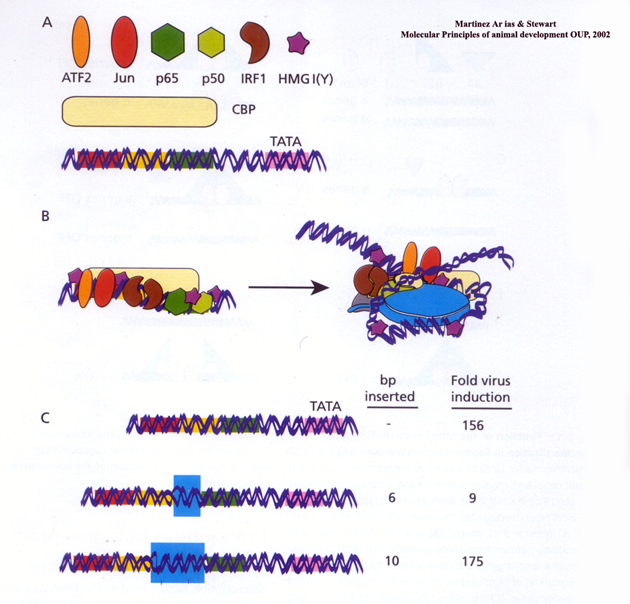 Martinez Ar ias & Stewart
Molecular Principles of animal development OUP, 2002
A
ATF2 Jun p65 p50 IRF1 HMG I(Y)
CBP
TATA
B
bp inserted
Fold virus induction
C
TATA
- 156
6 9
10 175